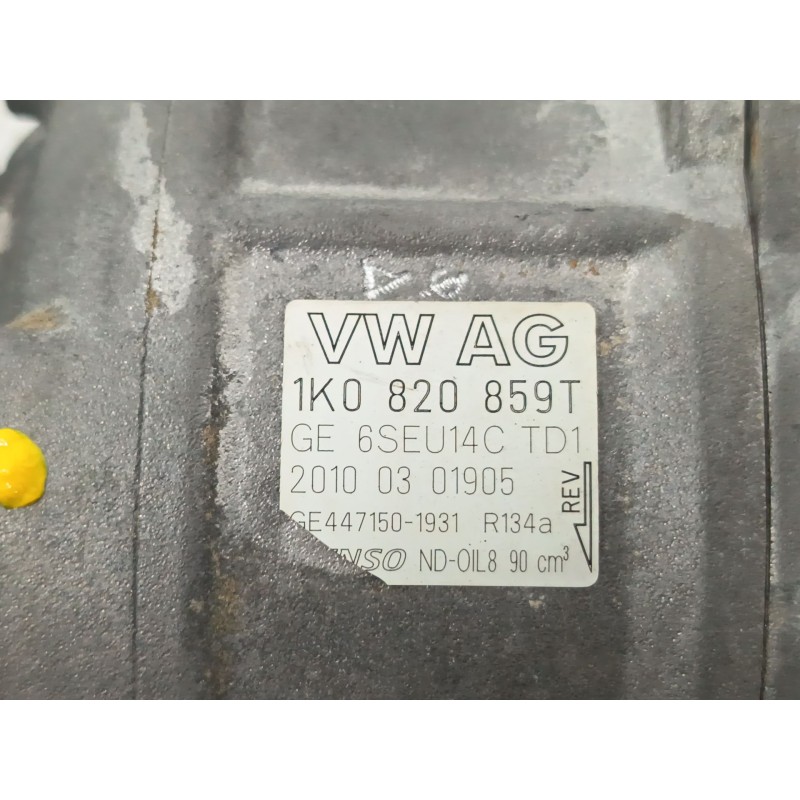 VW AG
1K0 820 859T
GE 6SEU14C TD1
2010 03 01905
GE447150-1931 R134a
NSO ND-OIL8 90 cm³
REV